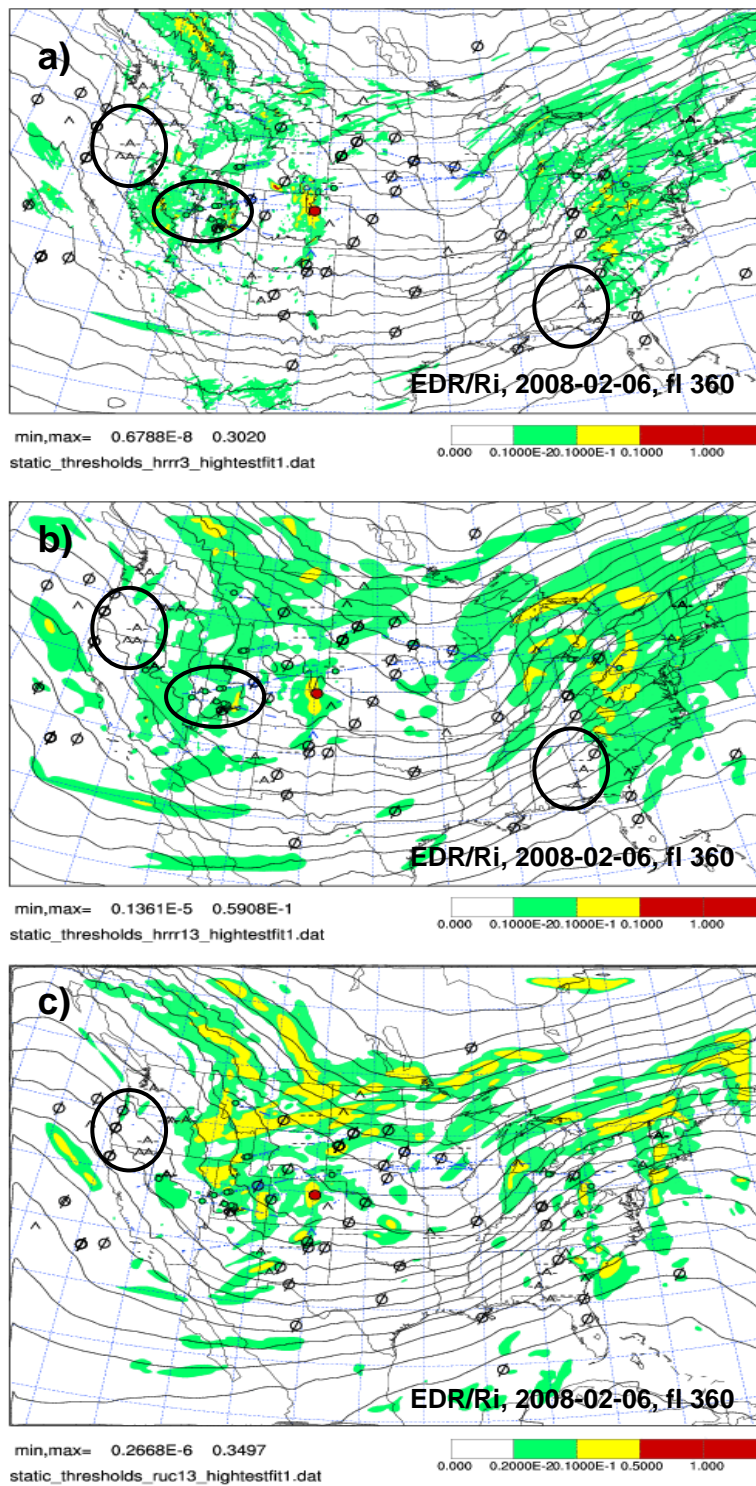 a)
EDR/Ri, 2008-02-06, fl 360
min,max= 0.6788E-8 0.3020
0.000 0.1000E-2 0.1000E-1 0.1000 1.000
static_thresholds_hrrr3_hightestfit1.dat
b)
EDR/Ri, 2008-02-06, fl 360
min,max= 0.1361E-5 0.5908E-1
0.000 0.1000E-2 0.1000E-1 0.1000 1.000
static_thresholds_hrrr13_hightestfit1.dat
c)
EDR/Ri, 2008-02-06, fl 360
min,max= 0.2668E-6 0.3497
0.000 0.2000E-2 0.1000E-1 0.5000 1.000
static_thresholds_ruc13_hightestfit1.dat